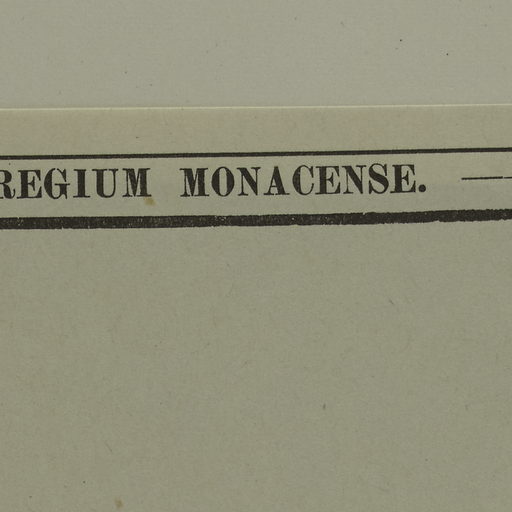 REGIUM MONACENSE. —